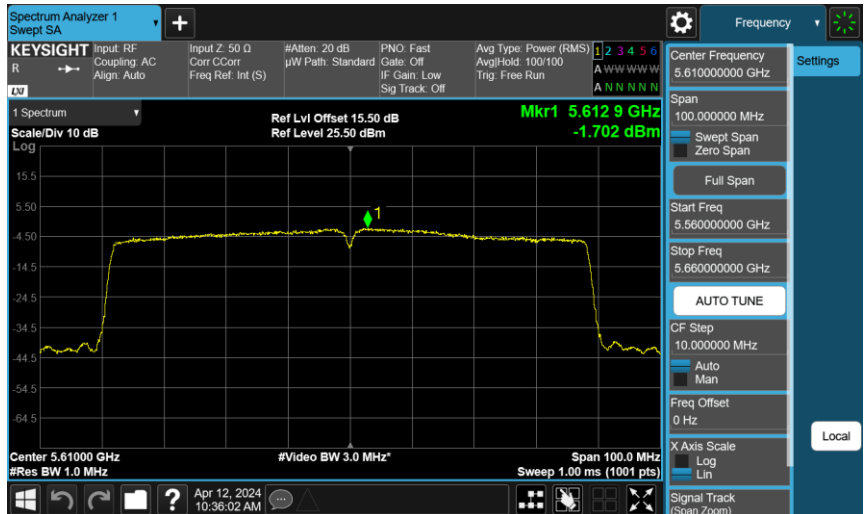 Spectrum Analyzer 1
Swept SA
+
Frequency
KEYSIGHT
R
LXI
Input: RF
Coupling: AC
Align: Auto
Input Z: 50 Ω
Corr CCorr
Freq Ref: Int (S)
#Atten: 20 dB
µW Path: Standard
PNO: Fast
Gate: Off
IF Gain: Low
Sig Track: Off
Avg Type: Power (RMS)
Avg|Hold: 100/100
Trig: Free Run
1 2 3 4 5 6
A W W W W W
A N N N N N
1 Spectrum
Scale/Div 10 dB
Log
Ref Lvl Offset 15.50 dB
Ref Level 25.50 dBm
Mkr1 5.612 9 GHz
-1.702 dBm
15.5
5.50
-4.50
-14.5
-24.5
-34.5
-44.5
-54.5
-64.5
1
Center 5.61000 GHz
#Res BW 1.0 MHz
#Video BW 3.0 MHz*
Span 100.0 MHz
Sweep 1.00 ms (1001 pts)
?
Apr 12, 2024
10:36:02 AM
Center Frequency
5.610000000 GHz
Span
100.000000 MHz
Swept Span
Zero Span
Full Span
Start Freq
5.560000000 GHz
Stop Freq
5.660000000 GHz
AUTO TUNE
CF Step
10.000000 MHz
Auto
Man
Freq Offset
0 Hz
X Axis Scale
Log
Lin
Signal Track
(Span Zoom)
Settings
Local